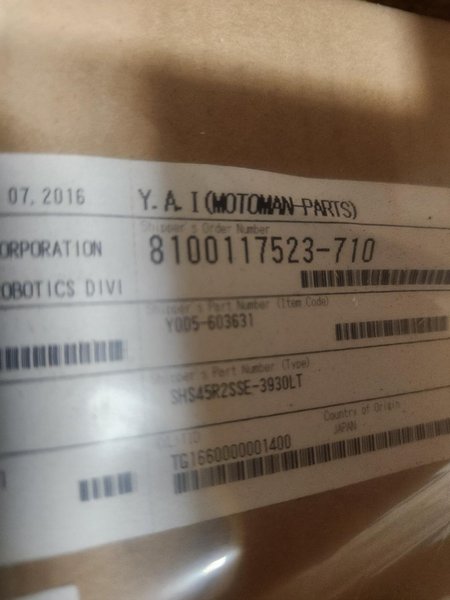 07, 2016
Y. A. I (MOTOMAN-PARTS)
Shipper's Order Number
ORPORATION
8100117523-710
OBOTICS DIVI
Shipper's Part Number (Item Code)
Y005-603631
Shipper's Part Number (Type)
SHS45R2SSE-3930LT
Country of Origin
JAPAN
TG1660000001400